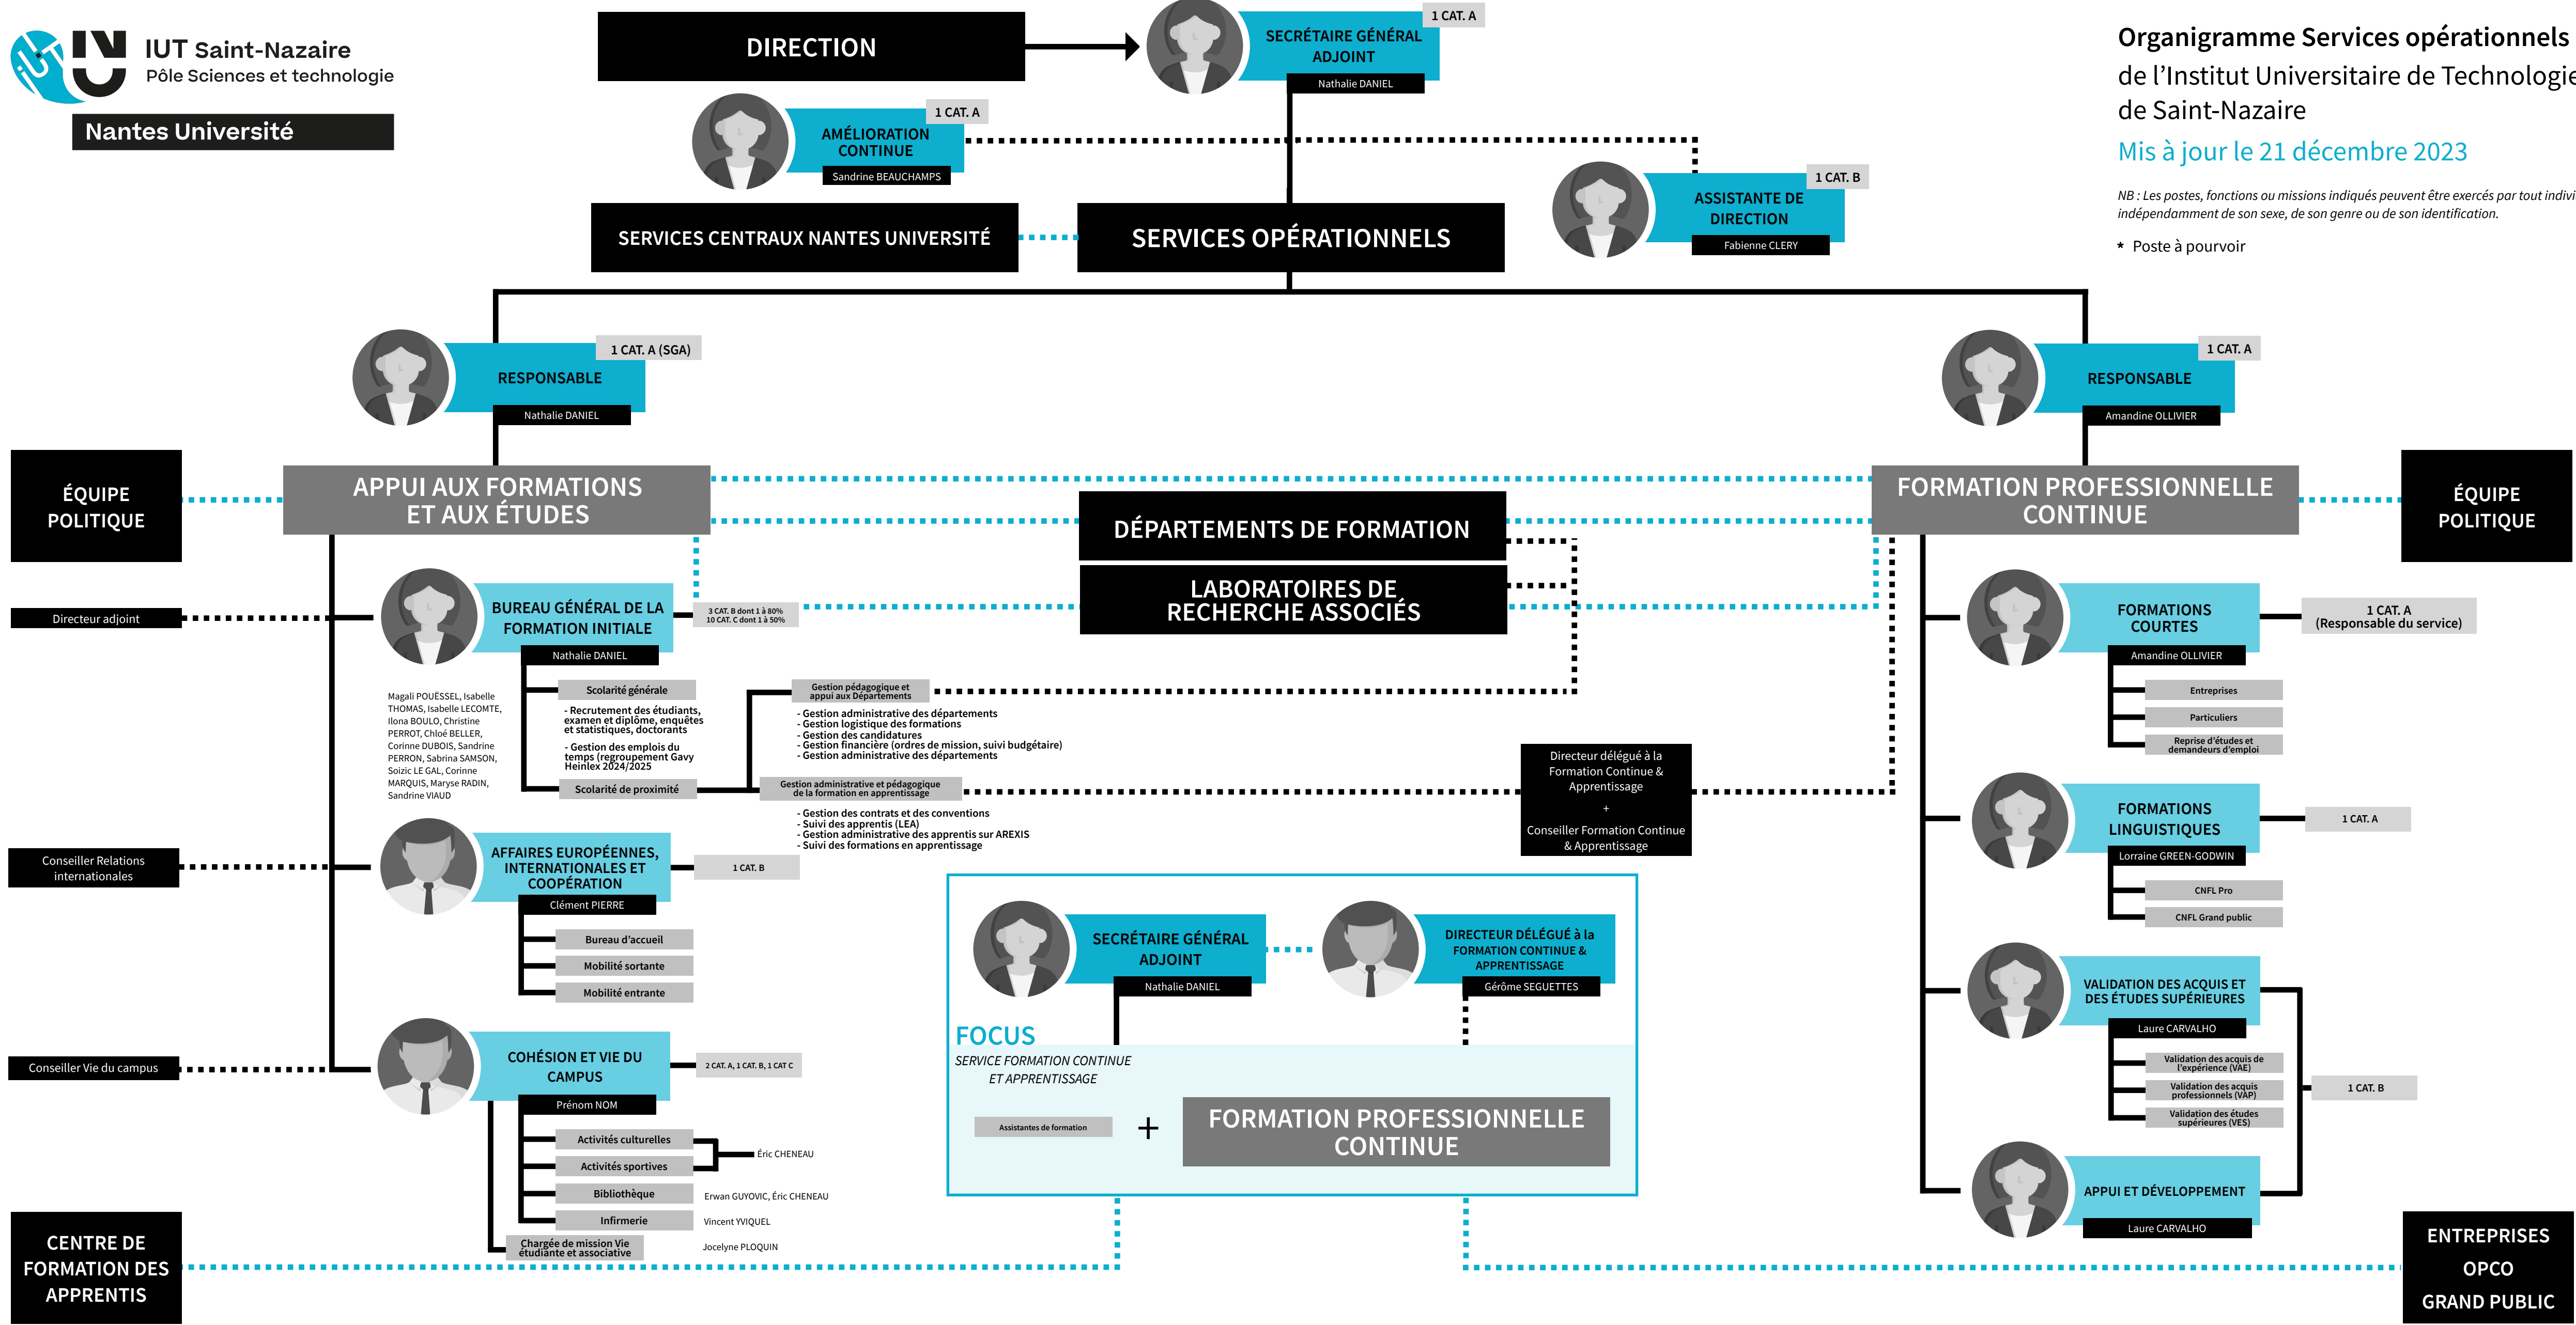 IUT Saint-Nazaire
Pôle Sciences et technologie
Nantes Université
DIRECTION
1 CAT. A
SECRÉTAIRE GÉNÉRAL
ADJOINT
Nathalie DANIEL
Organigramme Services opérationnels
de l'Institut Universitaire de Technologie
de Saint-Nazaire
Mis à jour le 21 décembre 2023
NB : Les postes, fonctions ou missions indiqués peuvent être exercés par tout indivi
indépendamment de son sexe, de son genre ou de son identification.
* Poste à pourvoir
1 CAT. A
AMÉLIORATION
CONTINUE
Sandrine BEAUCHAMPS
1 CAT. B
ASSISTANTE DE
DIRECTION
Fabienne CLERY
SERVICES CENTRAUX NANTES UNIVERSITÉ
SERVICES OPÉRATIONNELS
1 CAT. A (SGA)
RESPONSABLE
Nathalie DANIEL
1 CAT. A
RESPONSABLE
Amandine OLLIVIER
ÉQUIPE
POLITIQUE
APPUI AUX FORMATIONS
ET AUX ÉTUDES
DÉPARTEMENTS DE FORMATION
LABORATOIRES DE
RECHERCHE ASSOCIÉS
FORMATION PROFESSIONNELLE
CONTINUE
ÉQUIPE
POLITIQUE
Directeur adjoint
BUREAU GÉNÉRAL DE LA
FORMATION INITIALE
Nathalie DANIEL
3 CAT. B dont 1 à 80%
10 CAT. C dont 1 à 50%
Magali POUËSSEL, Isabelle
THOMAS, Isabelle LECOMTE,
Ilona BOULO, Christine
PERROT, Chloé BELLER,
Corinne DUBOIS, Sandrine
PERRON, Sabrina SAMSON,
Soizic LE GAL, Corinne
MARQUIS, Maryse RADIN,
Sandrine VIAUD
Scolarité générale
- Recrutement des étudiants,
examen et diplôme, enquêtes
et statistiques, doctorants
- Gestion des emplois du
temps (regroupement Gavy
Heinlex 2024/2025
Scolarité de proximité
Gestion pédagogique et
appui aux Départements
- Gestion administrative des départements
- Gestion logistique des formations
- Gestion des candidatures
- Gestion financière (ordres de mission, suivi budgétaire)
- Gestion administrative des départements
Gestion administrative et pédagogique
de la formation en apprentissage
- Gestion des contrats et des conventions
- Suivi des apprentis (LEA)
- Gestion administrative des apprentis sur AREXIS
- Suivi des formations en apprentissage
Directeur délégué à la
Formation Continue &
Apprentissage
+
Conseiller Formation Continue
& Apprentissage
FORMATIONS
COURTES
Amandine OLLIVIER
1 CAT. A
(Responsable du service)
Entreprises
Particuliers
Reprise d'études et
demandeurs d'emploi
FORMATIONS
LINGUISTIQUES
Lorraine GREEN-GODWIN
1 CAT. A
CNFL Pro
CNFL Grand public
Conseiller Relations
internationales
AFFAIRES EUROPÉENNES,
INTERNATIONALES ET
COOPÉRATION
Clément PIERRE
1 CAT. B
Bureau d'accueil
Mobilité sortante
Mobilité entrante
Conseiller Vie du campus
COHÉSION ET VIE DU
CAMPUS
Prénom NOM
2 CAT. A, 1 CAT. B, 1 CAT C
Activités culturelles
Activités sportives
Éric CHENEAU
Bibliothèque
Erwan GUYOVIC, Éric CHENEAU
Infirmerie
Vincent YVIQUEL
Chargée de mission Vie
étudiante et associative
Jocelyne PLOQUIN
SECRÉTAIRE GÉNÉRAL
ADJOINT
Nathalie DANIEL
DIRECTEUR DÉLÉGUÉ à la
FORMATION CONTINUE &
APPRENTISSAGE
Gérôme SEGUETTES
FOCUS
SERVICE FORMATION CONTINUE
ET APPRENTISSAGE
Assistantes de formation
+
FORMATION PROFESSIONNELLE
CONTINUE
VALIDATION DES ACQUIS ET
DES ÉTUDES SUPÉRIEURES
Laure CARVALHO
Validation des acquis de
l'expérience (VAE)
Validation des acquis
professionnels (VAP)
Validation des études
supérieures (VES)
1 CAT. B
APPUI ET DÉVELOPPEMENT
Laure CARVALHO
CENTRE DE
FORMATION DES
APPRENTIS
ENTREPRISES
OPCO
GRAND PUBLIC